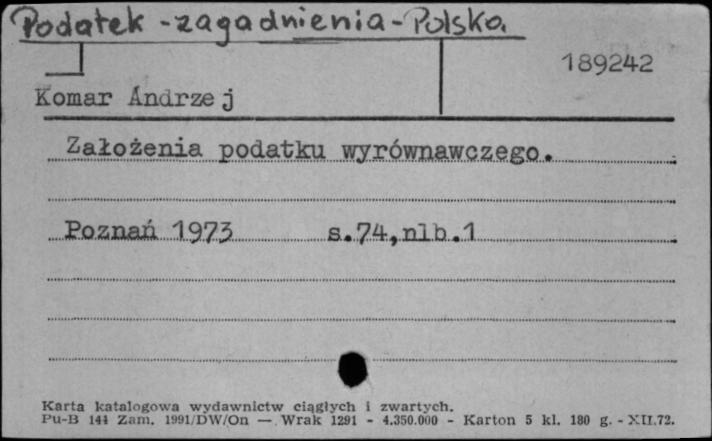 Podatek - zagadnienia - Polska.
189242
Komar Andrzej
Założenia podatku wyrównawczego.
Poznań 1973 s.74,nlb.1
Karta katalogowa wydawnictw ciągłych i zwartych.
Pu-B 144 Zam. 1991/DW/On — Wrak 1291 - 4.350.000 - Karton 5 kl. 180 g. - XII.72.